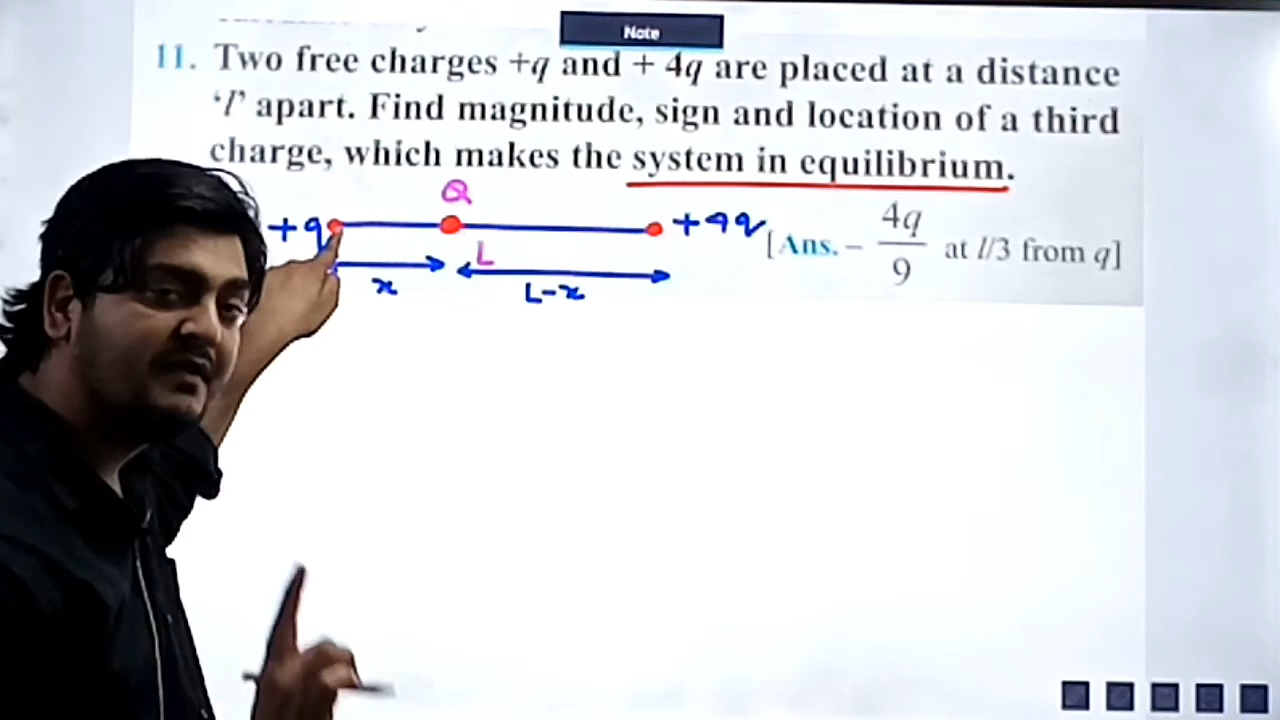 Note
11. Two free charges +q and + 4q are placed at a distance
‘l’ apart. Find magnitude, sign and location of a third
charge, which makes the system in equilibrium.
Q
+q +4q
[Ans. – 4q/9 at l/3 from q]
L
x L-x